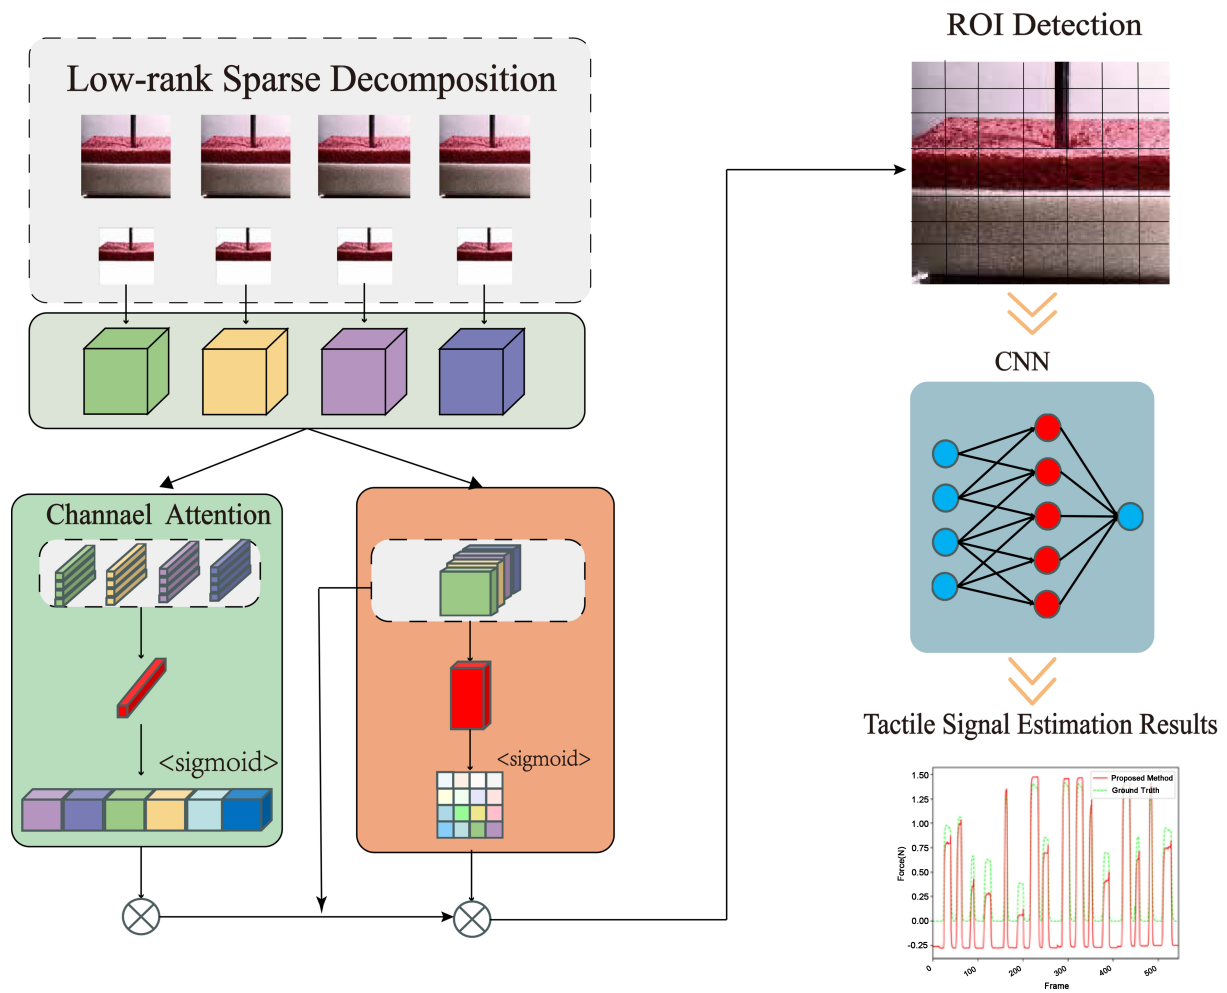 Low-rank Sparse Decomposition
Channael Attention
<sigmoid>
<sigmoid>
ROI Detection
CNN
Tactile Signal Estimation Results
Proposed Method
Ground Truth
1.50
1.25
1.00
0.75
0.50
0.25
0.00
-0.25
Force(N)
0
100
200
300
400
500
Frame